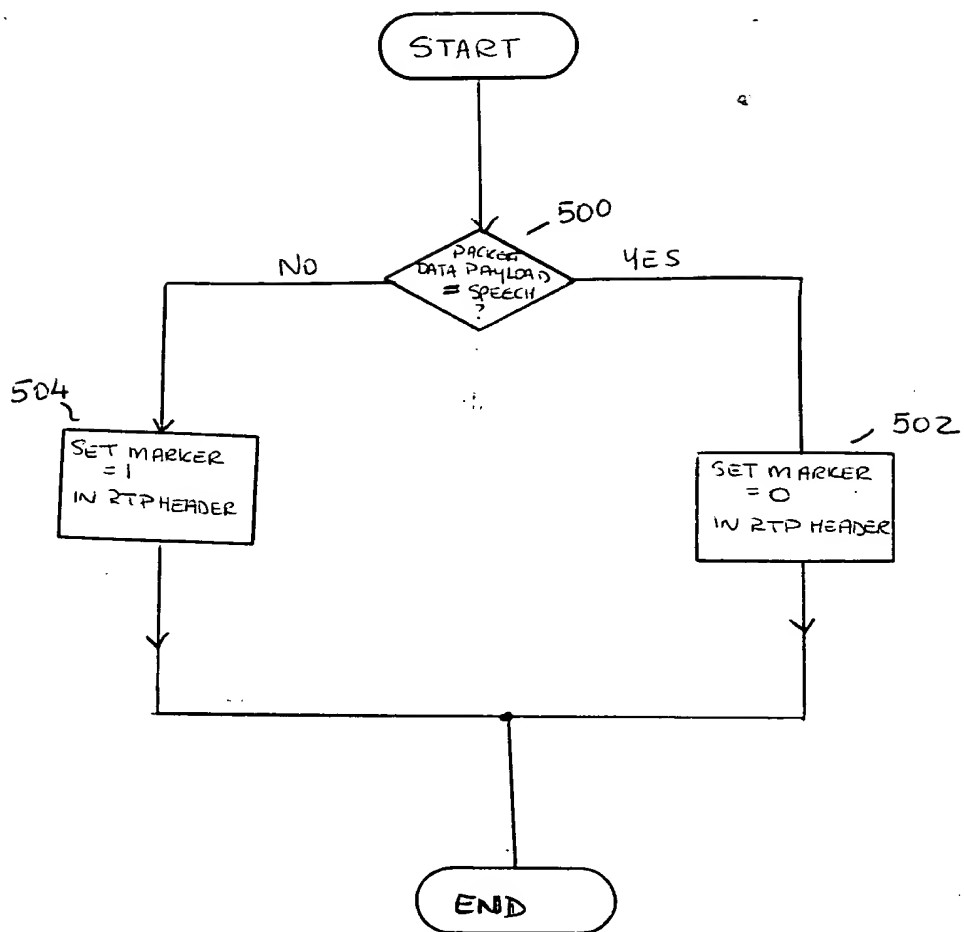 START
500
PACKET
DATA PAYLOAD
= SPEECH
?
NO
YES
504
SET MARKER
= 1
IN RTP HEADER
502
SET MARKER
= 0
IN RTP HEADER
END